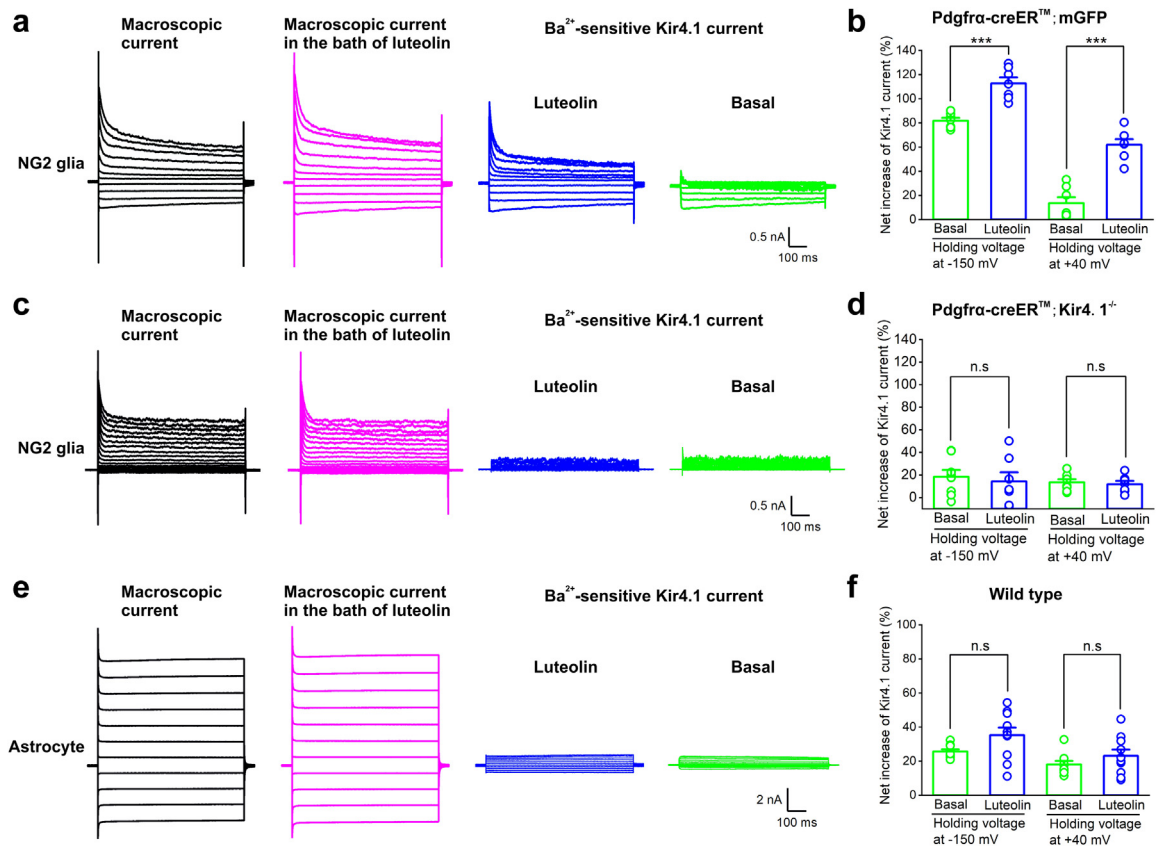 a
Macroscopic
current
Macroscopic current
in the bath of luteolin
Ba²⁺-sensitive Kir4.1 current
Luteolin
Basal
NG2 glia
0.5 nA
100 ms
b
Pdgfrα-creER™; mGFP
Net increase of Kir4.1 current (%)
140
120
100
80
60
40
20
0
***
***
Basal
Luteolin
Basal
Luteolin
Holding voltage
at -150 mV
Holding voltage
at +40 mV
c
Macroscopic
current
Macroscopic current
in the bath of luteolin
Ba²⁺-sensitive Kir4.1 current
Luteolin
Basal
NG2 glia
0.5 nA
100 ms
d
Pdgfrα-creER™; Kir4. 1⁻/⁻
Net increase of Kir4.1 current (%)
140
120
100
80
60
40
20
0
n.s
n.s
Basal
Luteolin
Basal
Luteolin
Holding voltage
at -150 mV
Holding voltage
at +40 mV
e
Macroscopic
current
Macroscopic current
in the bath of luteolin
Ba²⁺-sensitive Kir4.1 current
Luteolin
Basal
Astrocyte
2 nA
100 ms
f
Wild type
Net increase of Kir4.1 current (%)
100
80
60
40
20
0
n.s
n.s
Basal
Luteolin
Basal
Luteolin
Holding voltage
at -150 mV
Holding voltage
at +40 mV